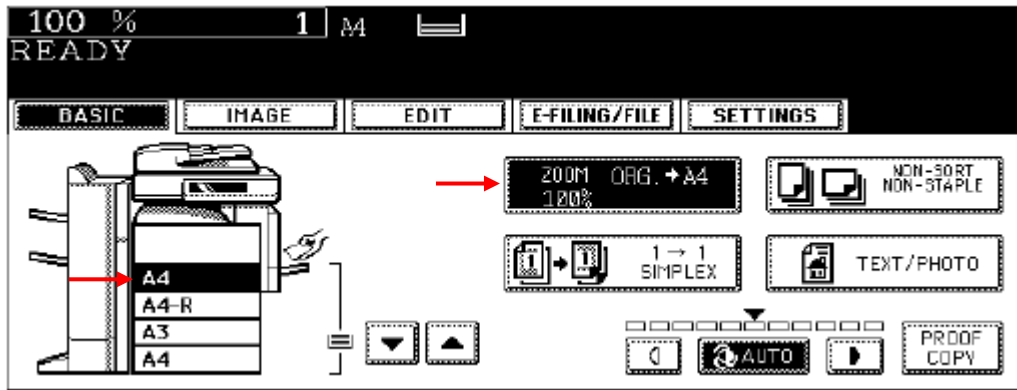 100 % 1 A4
READY
BASIC IMAGE EDIT E-FILING/FILE SETTINGS
ZOOM ORG.→A4
100%
NON-SORT
NON-STAPLE
1→1
SIMPLEX
TEXT/PHOTO
A4
A4-R
A3
A4
AUTO
PROOF
COPY